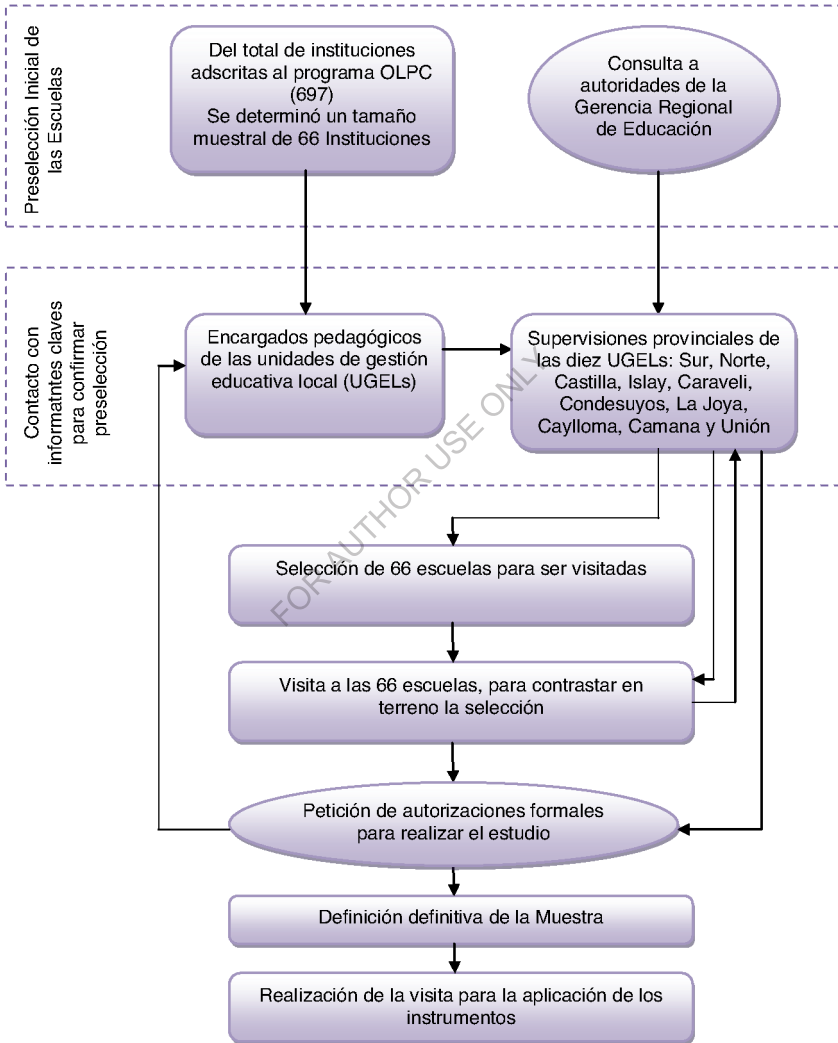 Preselección Inicial de
las Escuelas
Del total de instituciones
adscritas al programa OLPC
(697)
Se determinó un tamaño
muestral de 66 Instituciones
Consulta a
autoridades de la
Gerencia Regional
de Educación
Contacto con
informatntes claves
para confirmar
preselección
Encargados pedagógicos
de las unidades de gestión
educativa local (UGELs)
Supervisiones provinciales de
las diez UGELs: Sur, Norte,
Castilla, Islay, Caraveli,
Condesuyos, La Joya,
Caylloma, Camana y Unión
FOR AUTHOR USE ONLY
Selección de 66 escuelas para ser visitadas
Visita a las 66 escuelas, para contrastar en
terreno la selección
Petición de autorizaciones formales
para realizar el estudio
Definición definitiva de la Muestra
Realización de la visita para la aplicación de los
instrumentos